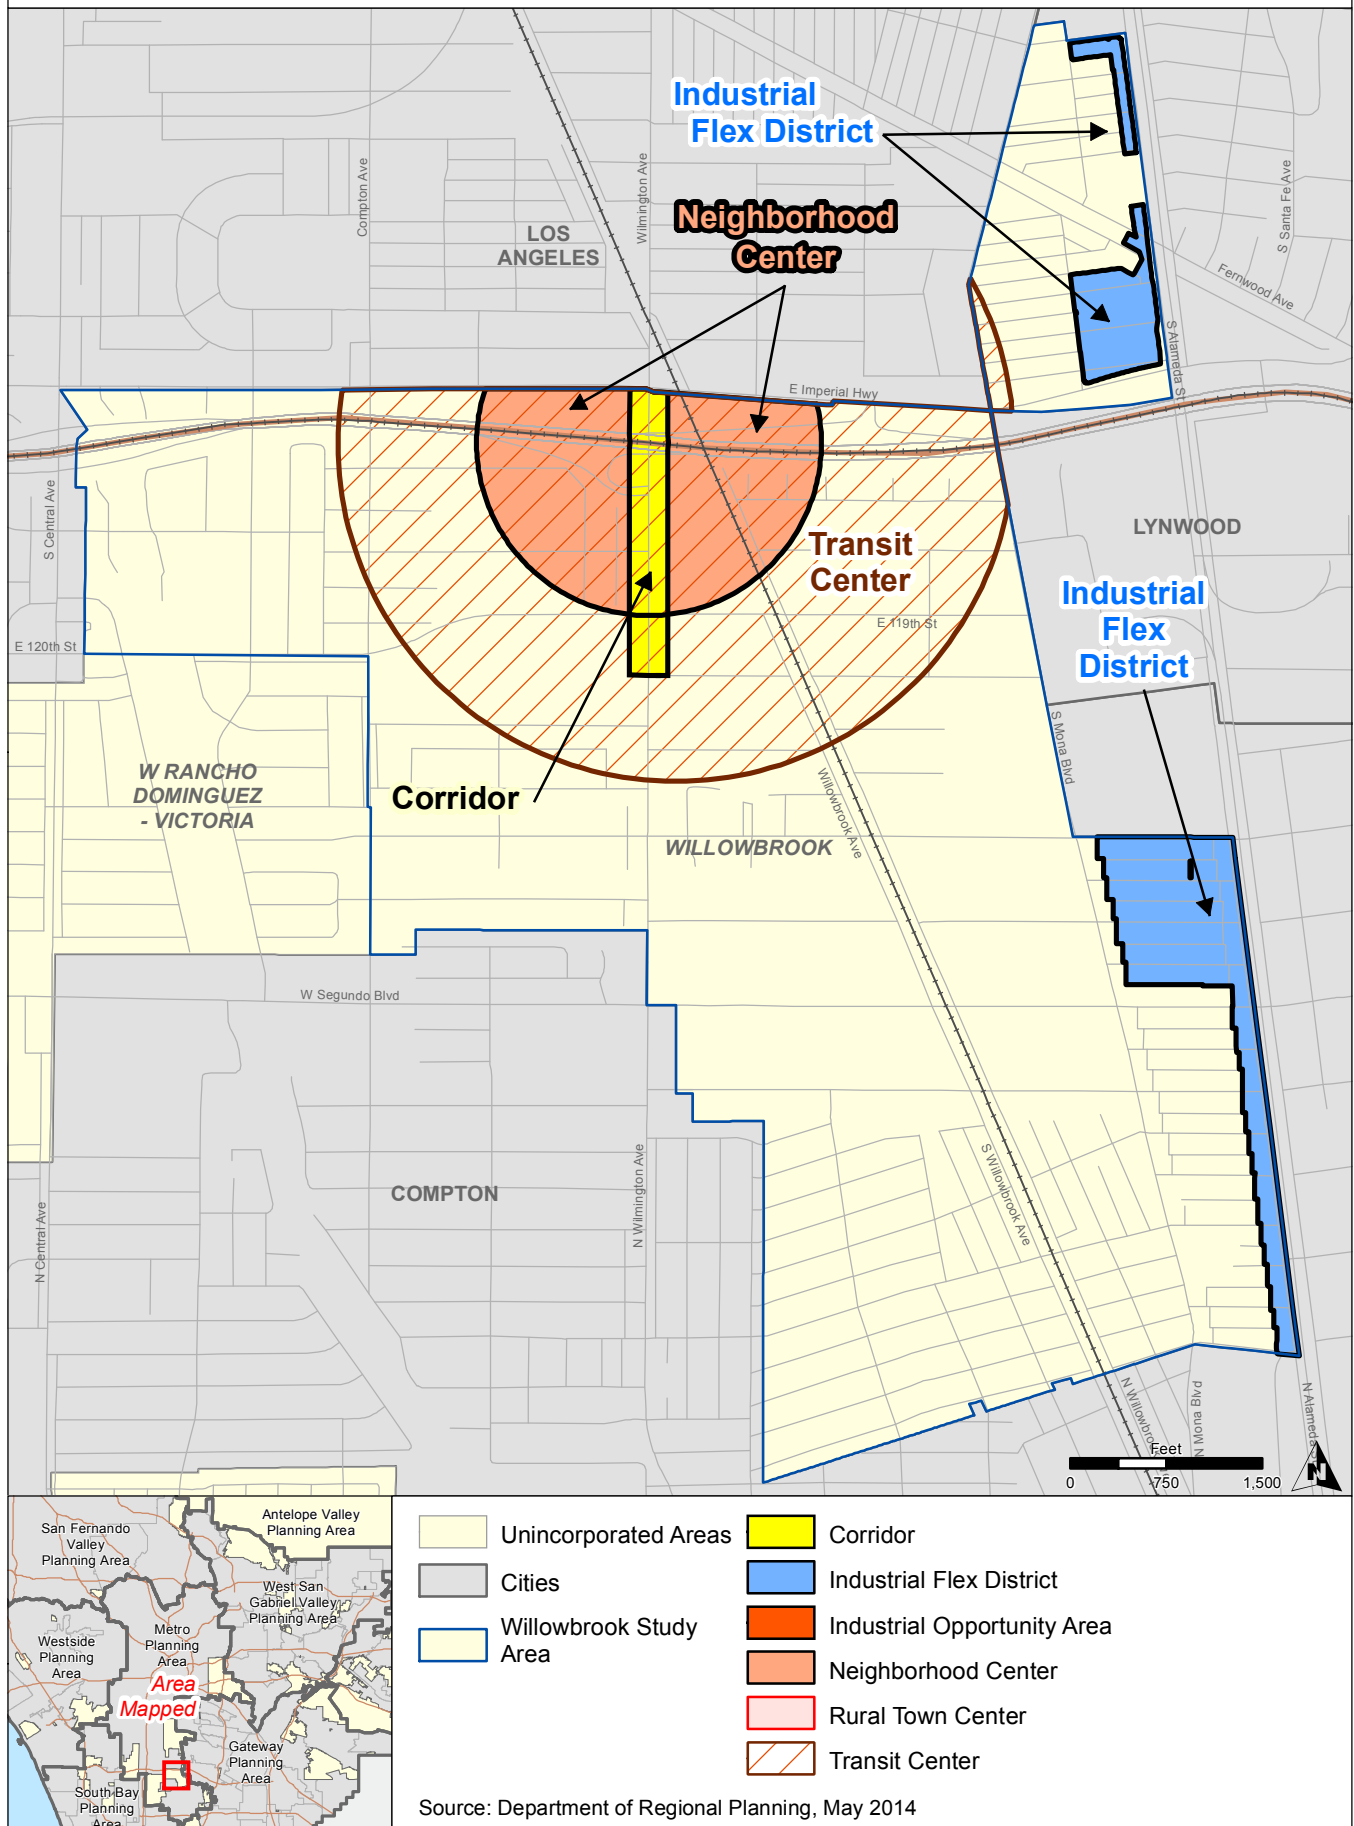 Industrial
Flex District
Compton Ave
Wilmington Ave
S Santa Fe Ave
Neighborhood
Center
LOS
ANGELES
Fernwood Ave
S Alameda St
E Imperial Hwy
S Central Ave
LYNWOOD
Transit
Center
Industrial
Flex
District
E 119th St
E 120th St
S Mona Blvd
W RANCHO
DOMINGUEZ
- VICTORIA
Corridor
Willowbrook Ave
WILLOWBROOK
W Segundo Blvd
COMPTON
N Wilmington Ave
S Willowbrook Ave
N Central Ave
N Mona Blvd
N Alameda
Feet
0 750 1,500
N
San Fernando
Valley
Planning Area
Antelope Valley
Planning Area
West San
Gabriel Valley
Planning Area
Westside
Planning
Area
Metro
Planning
Area
Area
Mapped
Gateway
Planning
Area
South Bay
Planning
Area
Unincorporated Areas
Cities
Willowbrook Study
Area
Corridor
Industrial Flex District
Industrial Opportunity Area
Neighborhood Center
Rural Town Center
Transit Center
Source: Department of Regional Planning, May 2014